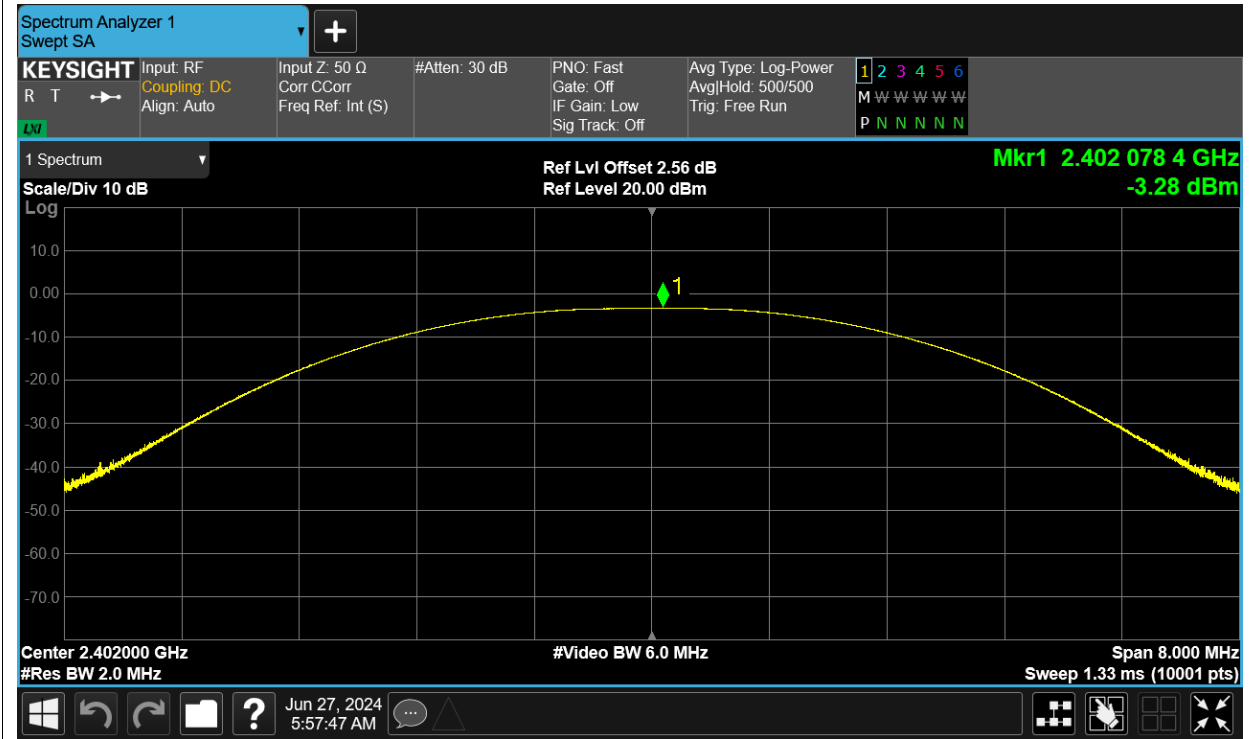 Spectrum Analyzer 1
Swept SA
KEYSIGHT
R T
LXI
Input: RF
Coupling: DC
Align: Auto
Input Z: 50 Ω
Corr CCorr
Freq Ref: Int (S)
#Atten: 30 dB
PNO: Fast
Gate: Off
IF Gain: Low
Sig Track: Off
Avg Type: Log-Power
Avg|Hold: 500/500
Trig: Free Run
1 2 3 4 5 6
M W W W W W
P N N N N N
1 Spectrum
Scale/Div 10 dB
Ref Lvl Offset 2.56 dB
Ref Level 20.00 dBm
Mkr1 2.402 078 4 GHz
-3.28 dBm
Log
10.0
0.00
-10.0
-20.0
-30.0
-40.0
-50.0
-60.0
-70.0
1
Center 2.402000 GHz
#Video BW 6.0 MHz
Span 8.000 MHz
#Res BW 2.0 MHz
Sweep 1.33 ms (10001 pts)
?
Jun 27, 2024
5:57:47 AM